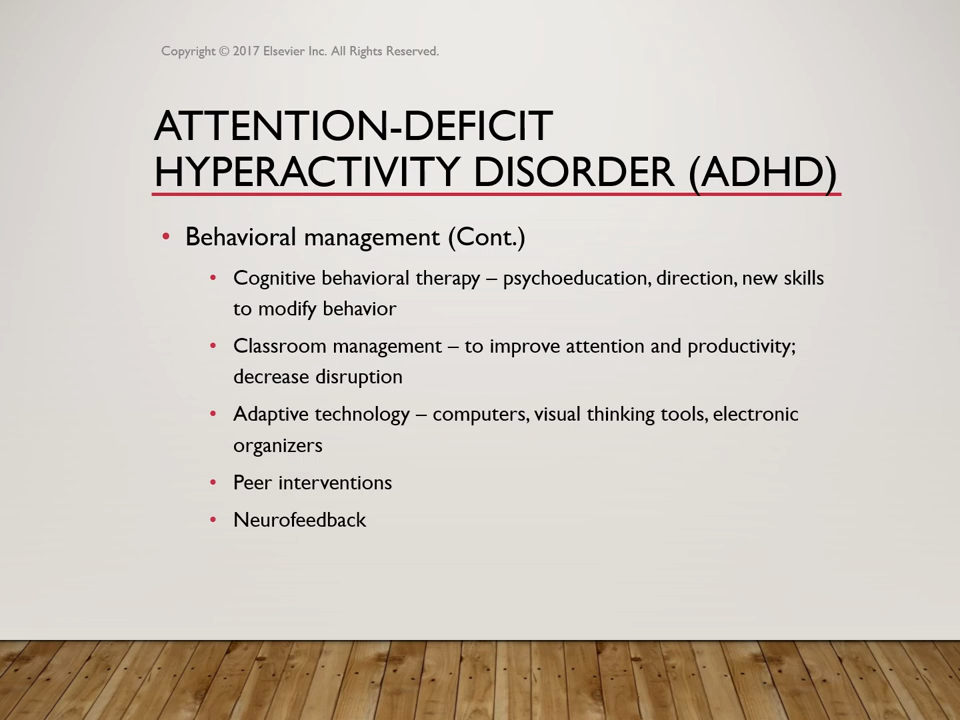 Copyright © 2017 Elsevier Inc. All Rights Reserved.
ATTENTION-DEFICIT
HYPERACTIVITY DISORDER (ADHD)
• Behavioral management (Cont.)
• Cognitive behavioral therapy – psychoeducation, direction, new skills
to modify behavior
• Classroom management – to improve attention and productivity;
decrease disruption
• Adaptive technology – computers, visual thinking tools, electronic
organizers
• Peer interventions
• Neurofeedback